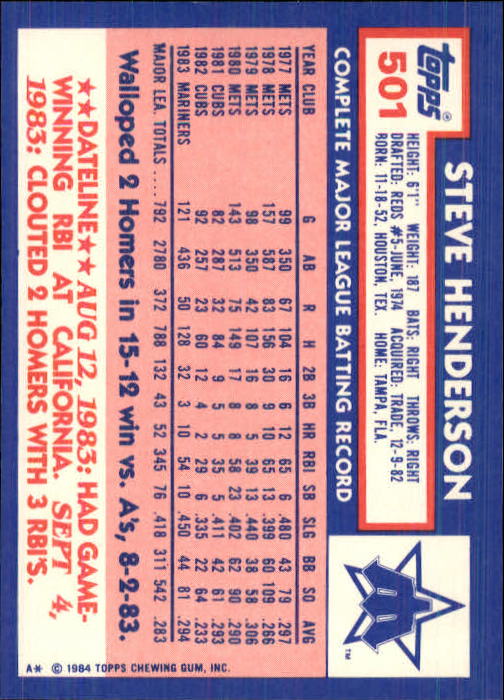 topps®
501
STEVE HENDERSON
HEIGHT: 6'1" WEIGHT: 187 BATS: RIGHT THROWS: RIGHT
DRAFTED: REDS #5-JUNE, 1974 ACQUIRED: TRADE, 12-9-82
BORN: 11-18-52, HOUSTON, TEX. HOME: TAMPA, FLA.
M
TM
COMPLETE MAJOR LEAGUE BATTING RECORD
YEAR CLUB G AB R H 2B 3B HR RBI SB SLG BB SO AVG
1977 METS 99 350 67 104 16 6 12 65 6 .480 43 79 .297
1978 METS 157 587 83 156 30 9 10 65 13 .399 60 109 .266
1979 METS 98 350 42 107 16 8 5 39 13 .440 38 58 .306
1980 METS 143 513 75 149 17 8 8 58 23 .402 62 90 .290
1981 CUBS 82 287 32 84 9 5 5 35 5 .411 42 61 .293
1982 CUBS 92 257 23 60 12 4 2 29 6 .335 22 64 .233
1983 MARINERS 121 436 50 128 32 3 10 54 10 .450 44 81 .294
MAJOR LEA. TOTALS .... 792 2780 372 788 132 43 52 345 76 .418 311 542 .283
Walloped 2 Homers in 15-12 win vs. A's, 8-2-83.
★★DATELINE★★ AUG 12, 1983: HAD GAME-
WINNING RBI AT CALIFORNIA. SEPT 4,
1983: CLOUTED 2 HOMERS WITH 3 RBI'S.
A* © 1984 TOPPS CHEWING GUM, INC.